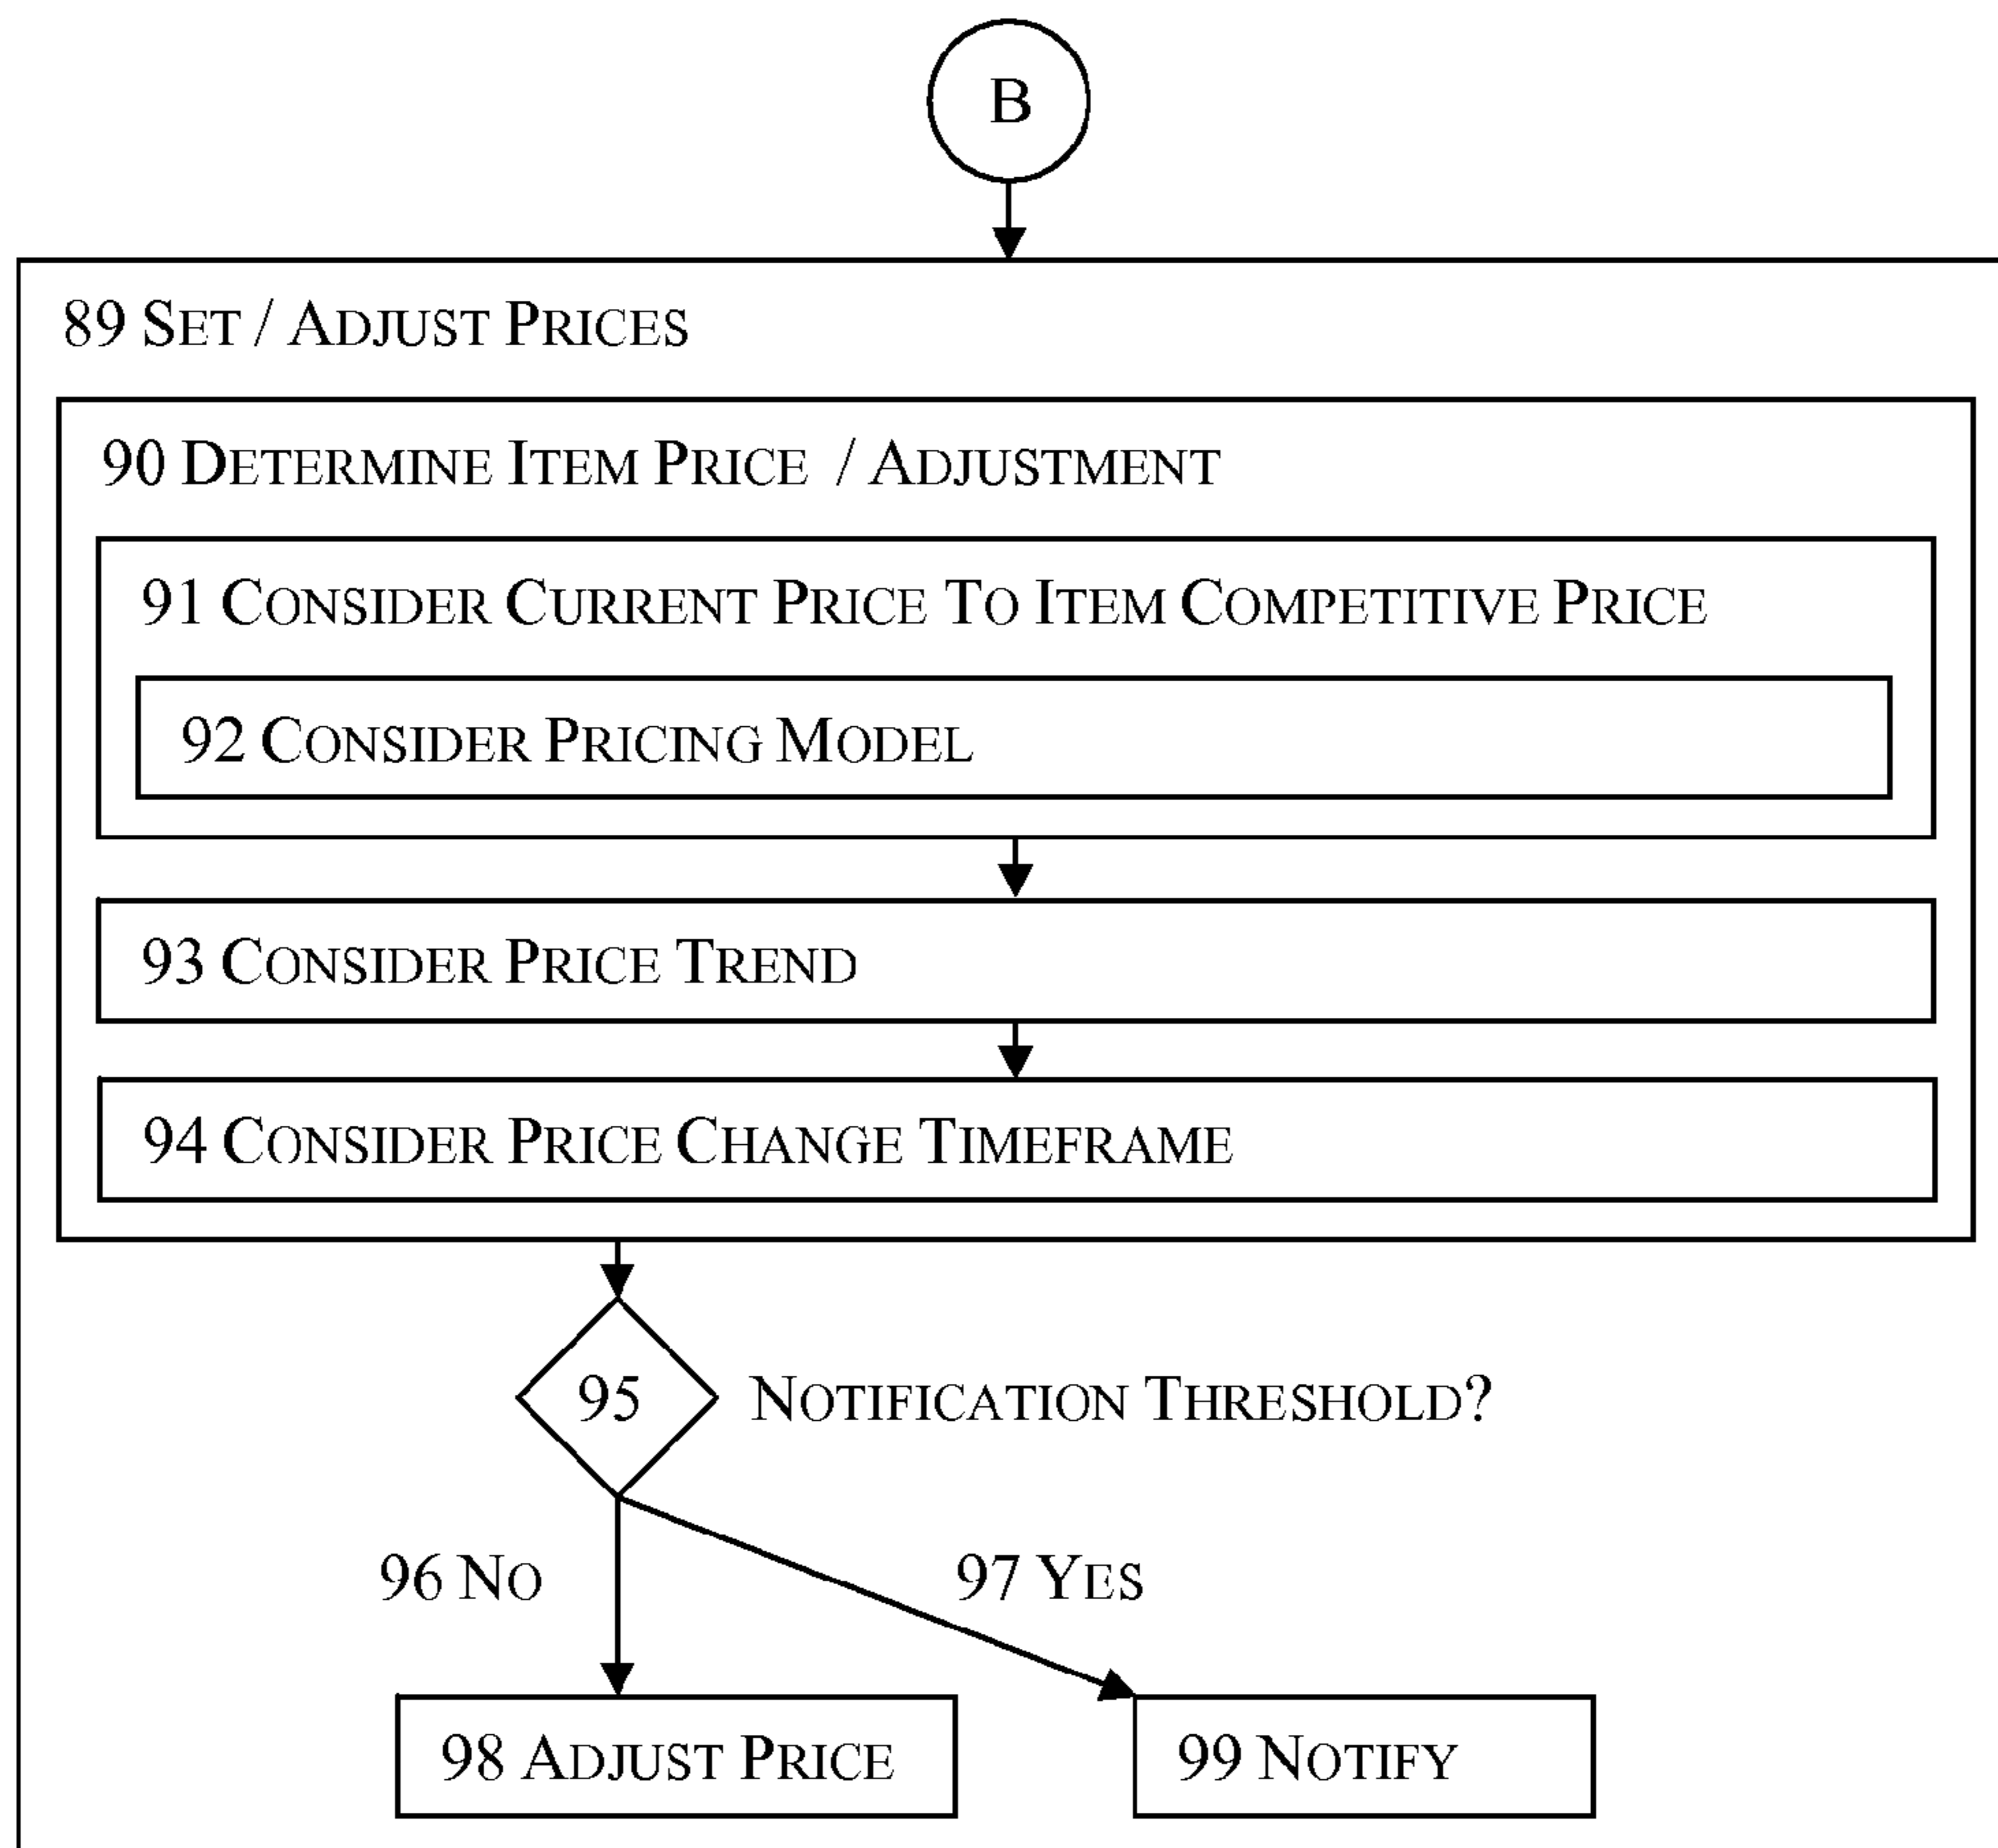 B
89 Set / Adjust Prices
90 Determine Item Price / Adjustment
91 Consider Current Price To Item Competitive Price
92 Consider Pricing Model
93 Consider Price Trend
94 Consider Price Change Timeframe
95 Notification Threshold?
96 No 97 Yes
98 Adjust Price 99 Notify